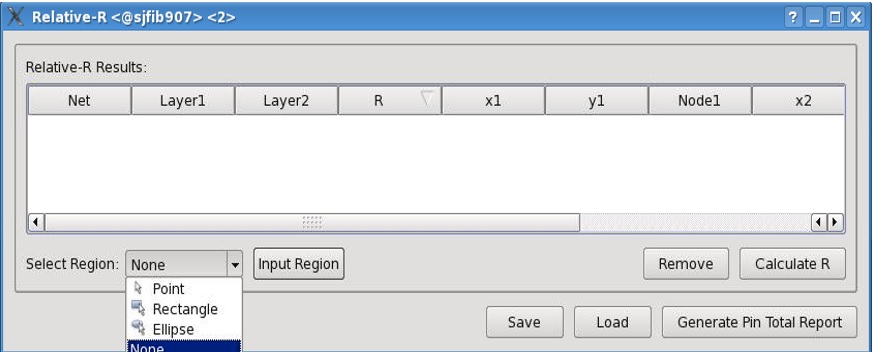 Relative-R <@sjfib907> <2>
Relative-R Results:
Net Layer1 Layer2 R x1 y1 Node1 x2
Select Region: None Input Region Remove Calculate R
Point
Rectangle
Ellipse
Save Load Generate Pin Total Report
None